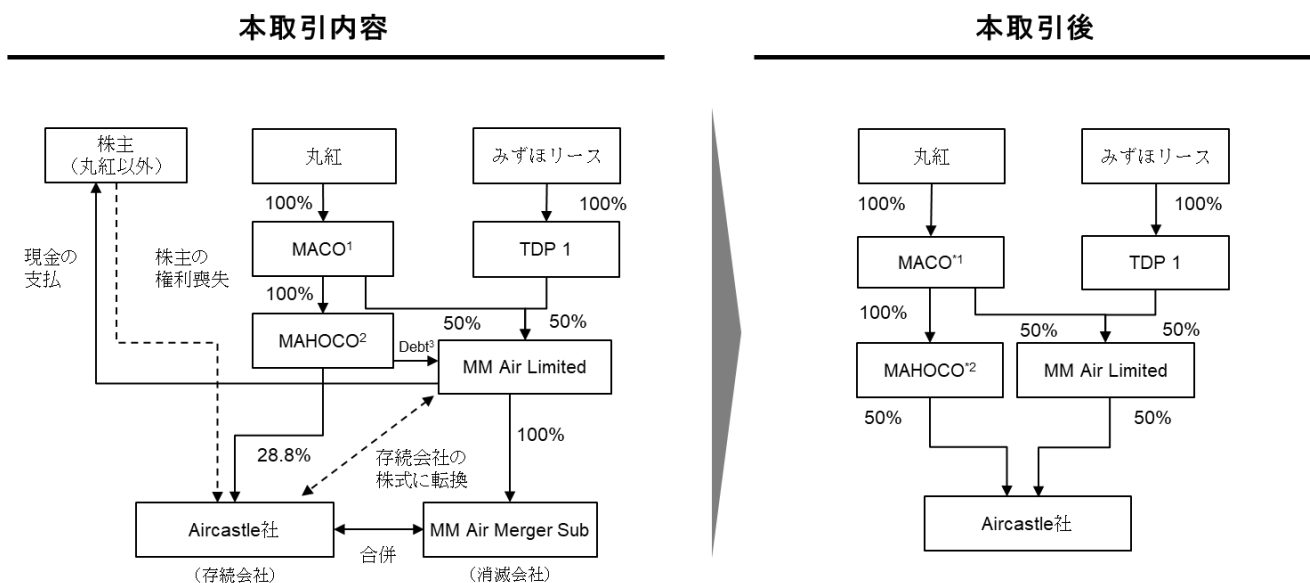 本取引内容
本取引後
株主
（丸紅以外）
丸紅
みずほリース
100%
100%
現金の
支払
株主の
権利喪失
MACO¹
TDP 1
100%
50%
50%
MAHOCO²
Debt³
MM Air Limited
28.8%
100%
存続会社の
株式に転換
Aircastle社
MM Air Merger Sub
合併
（存続会社）
（消滅会社）
丸紅
みずほリース
100%
100%
MACO*¹
TDP 1
100%
50%
50%
MAHOCO*²
MM Air Limited
50%
50%
Aircastle社